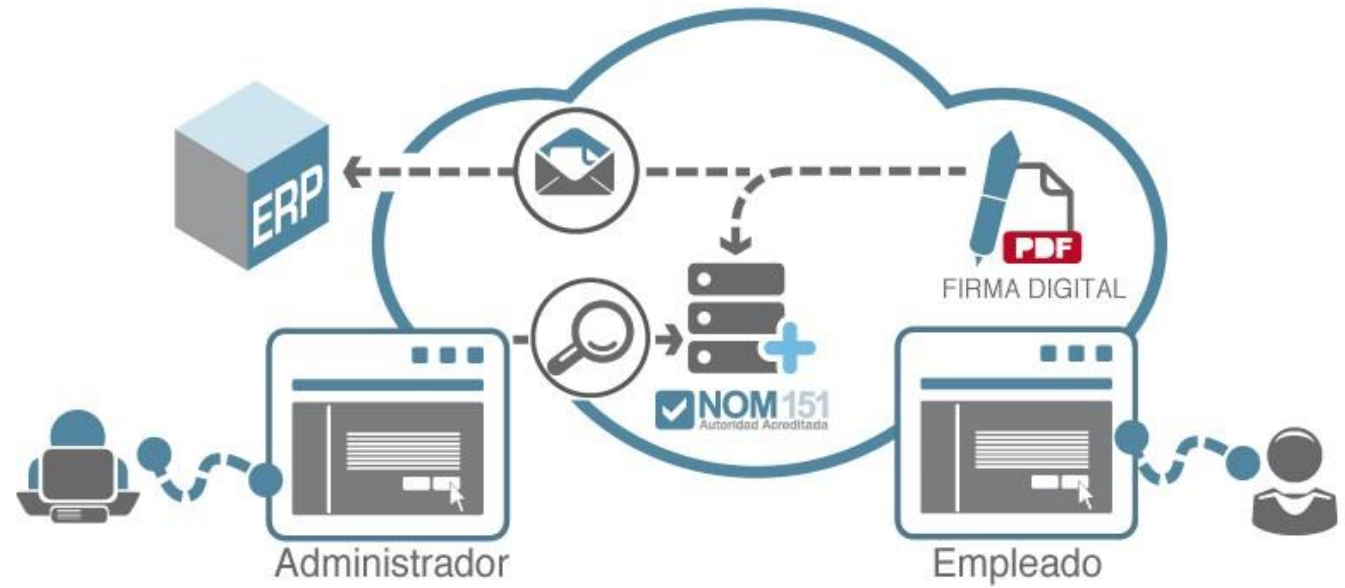 ERP
PDF
FIRMA DIGITAL
NOM 151
Autoridad Acreditada
Administrador
Empleado